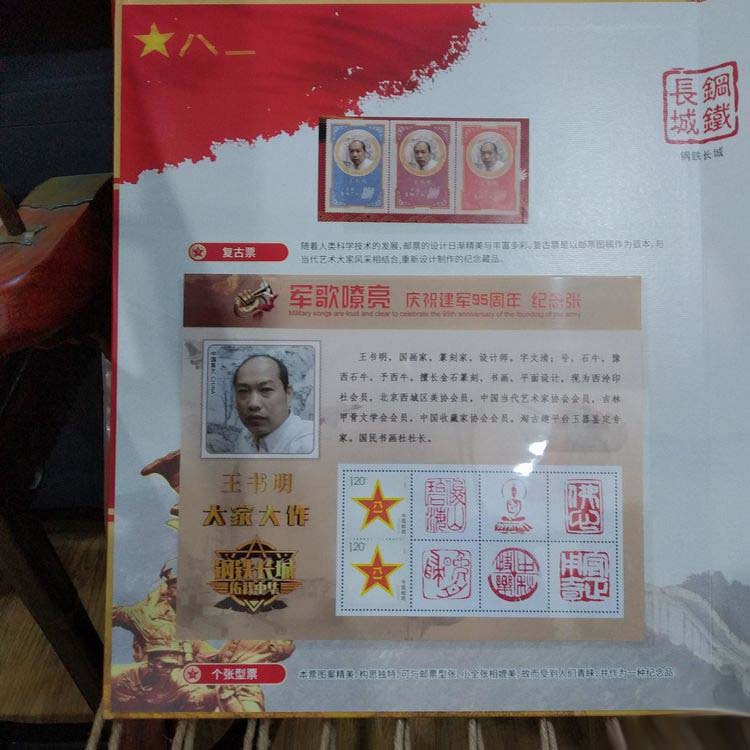 八一
鋼鐵
長城
钢铁长城
复古票
随着人类科学技术的发展，邮票的设计日渐精美与丰富多彩。复古票是以邮票图稿作为蓝本，与
当代艺术大家风采相结合，重新设计制作的纪念藏品。
军歌嘹亮 庆祝建军95周年 纪念张
Military songs are loud and clear to celebrate the 95th anniversary of the founding of the army
中国邮政 CHINA
王书明，国画家，篆刻家，设计师。字文清；号，石牛，豫
西石牛，予西牛。擅长金石篆刻、书画、平面设计，现为西泠印
社会员，北京西城区美协会员，中国当代艺术家协会会员，吉林
甲骨文学会会员，中国收藏家协会会员。淘古趣平台玉器鉴定专
家。国民书画社社长。
王书明
大家大作
钢铁长城
1.20
八一
中国邮政
1.20
八一
中国邮政
个张型票
本票图案精美，构思独特，可与邮票型张，小全张相媲美，故而受到人们青睐，并作为一种纪念品